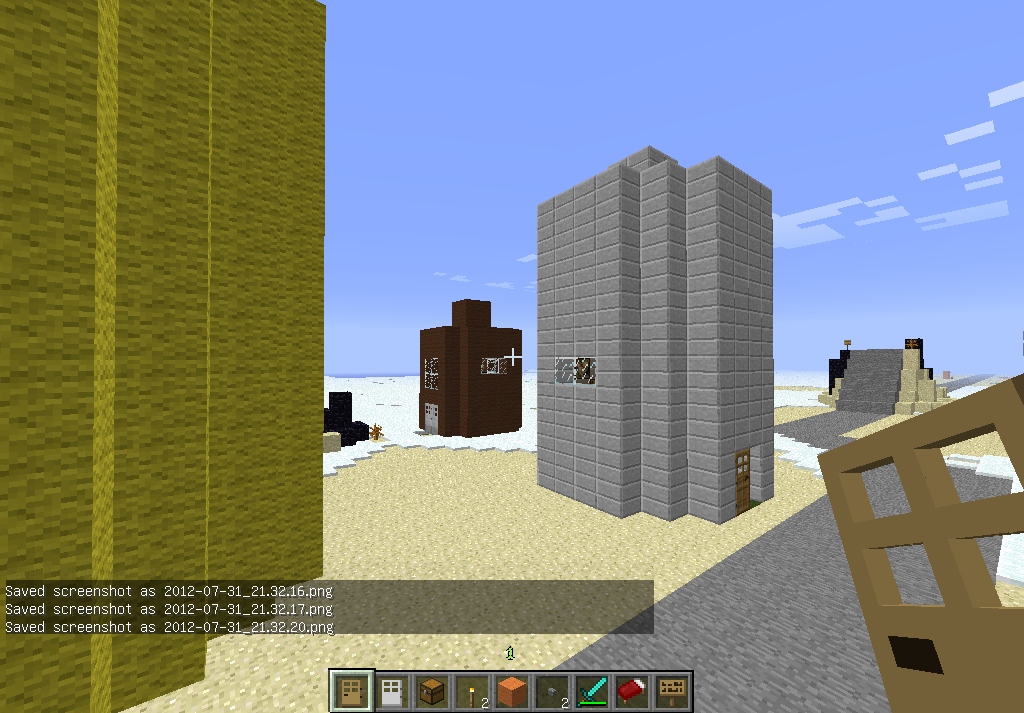 Saved screenshot as 2012-07-31_21.32.16.png
Saved screenshot as 2012-07-31_21.32.17.png
Saved screenshot as 2012-07-31_21.32.20.png
1
2
2